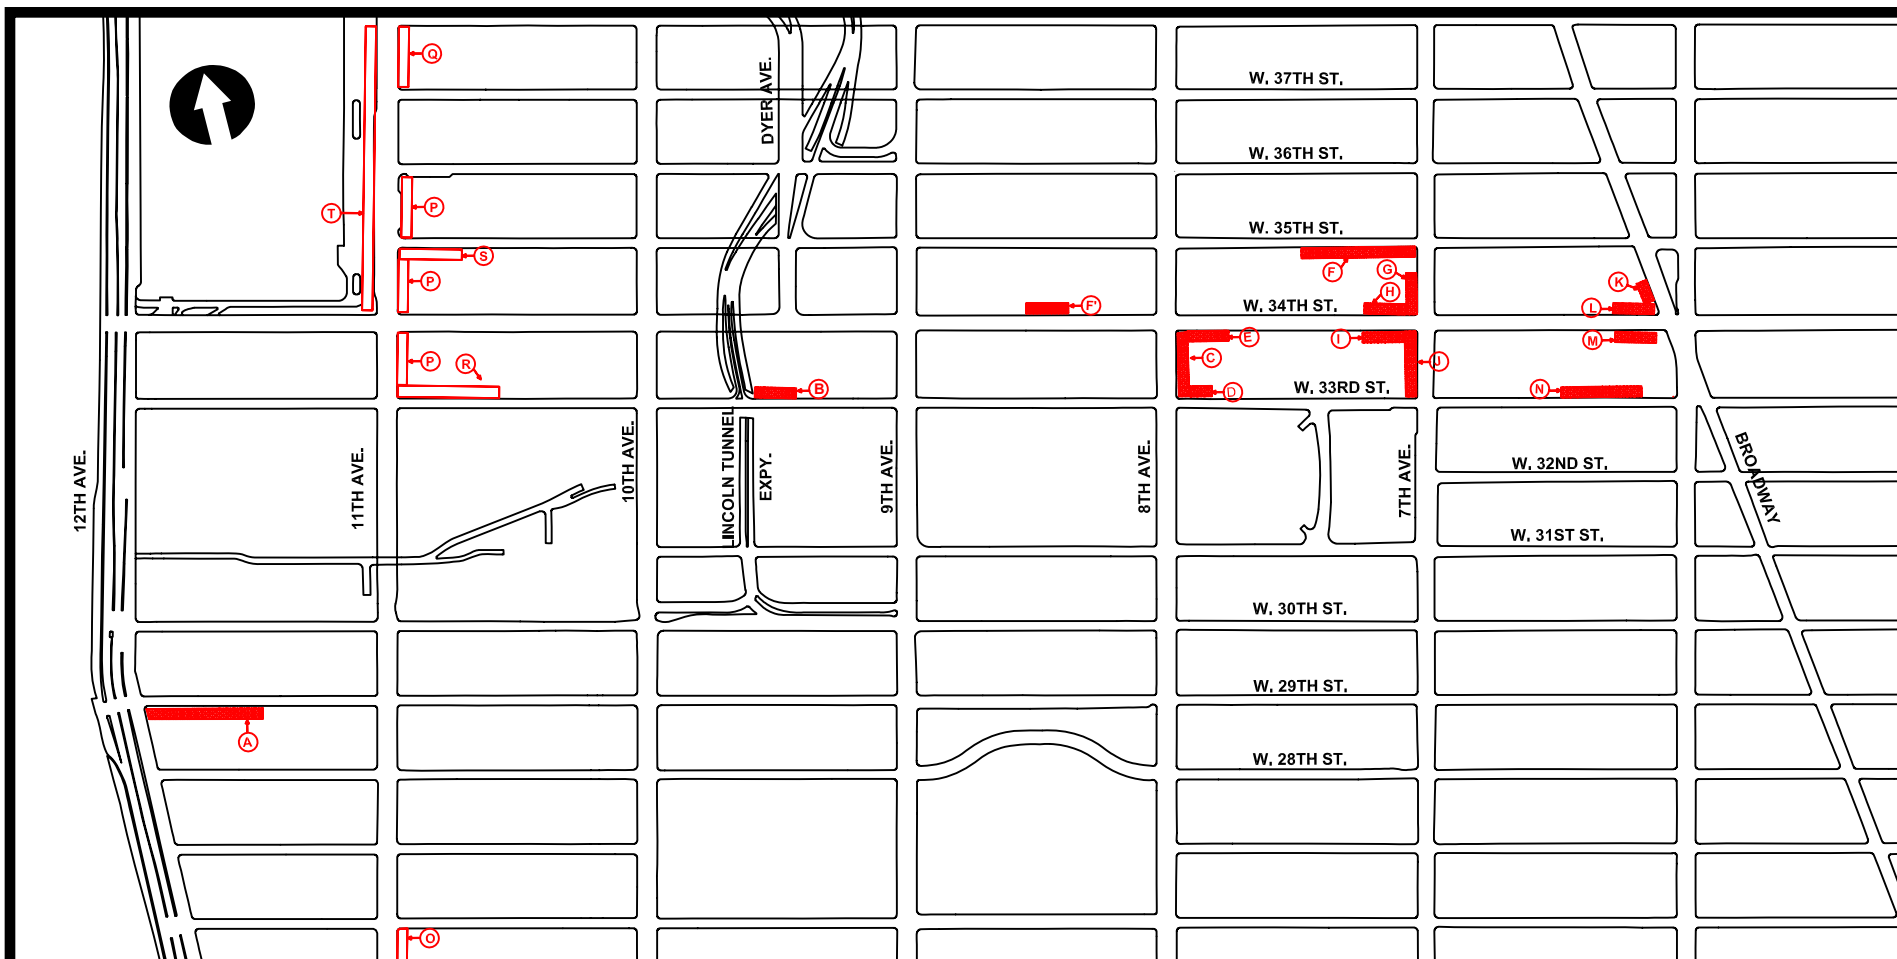 Q
DYER AVE.
W. 37TH ST.
W. 36TH ST.
T
P
W. 35TH ST.
S
P
F
G
H
K
F'
W. 34TH ST.
L
P
R
E
C
I
J
M
B
D
W. 33RD ST.
N
12TH AVE.
11TH AVE.
10TH AVE.
LINCOLN TUNNEL
EXPY.
9TH AVE.
8TH AVE.
7TH AVE.
BROADWAY
W. 32ND ST.
W. 31ST ST.
W. 30TH ST.
W. 29TH ST.
A
W. 28TH ST.
O